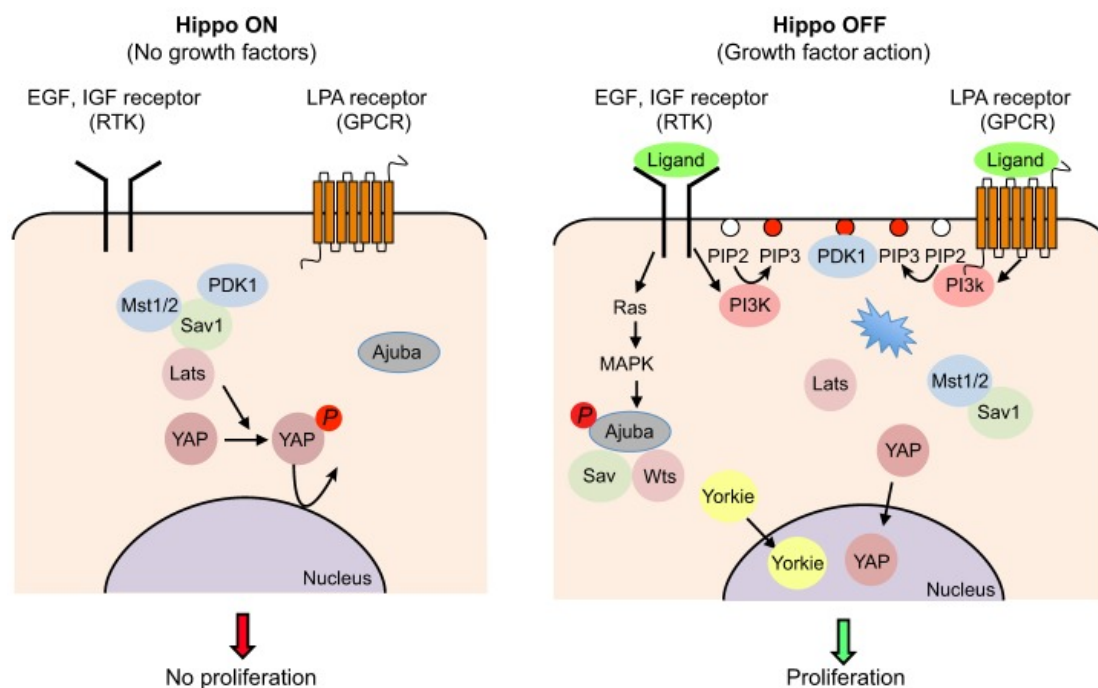 Hippo ON
(No growth factors)
EGF, IGF receptor
(RTK)
LPA receptor
(GPCR)
PDK1
Mst1/2
Sav1
Ajuba
Lats
P
YAP
YAP
Nucleus
No proliferation
Hippo OFF
(Growth factor action)
EGF, IGF receptor
(RTK)
LPA receptor
(GPCR)
Ligand
Ligand
PIP2
PIP3
PDK1
PIP3
PIP2
PI3K
PI3k
Ras
MAPK
Lats
Mst1/2
Sav1
P
Ajuba
YAP
Sav
Wts
Yorkie
Yorkie
YAP
Nucleus
Proliferation